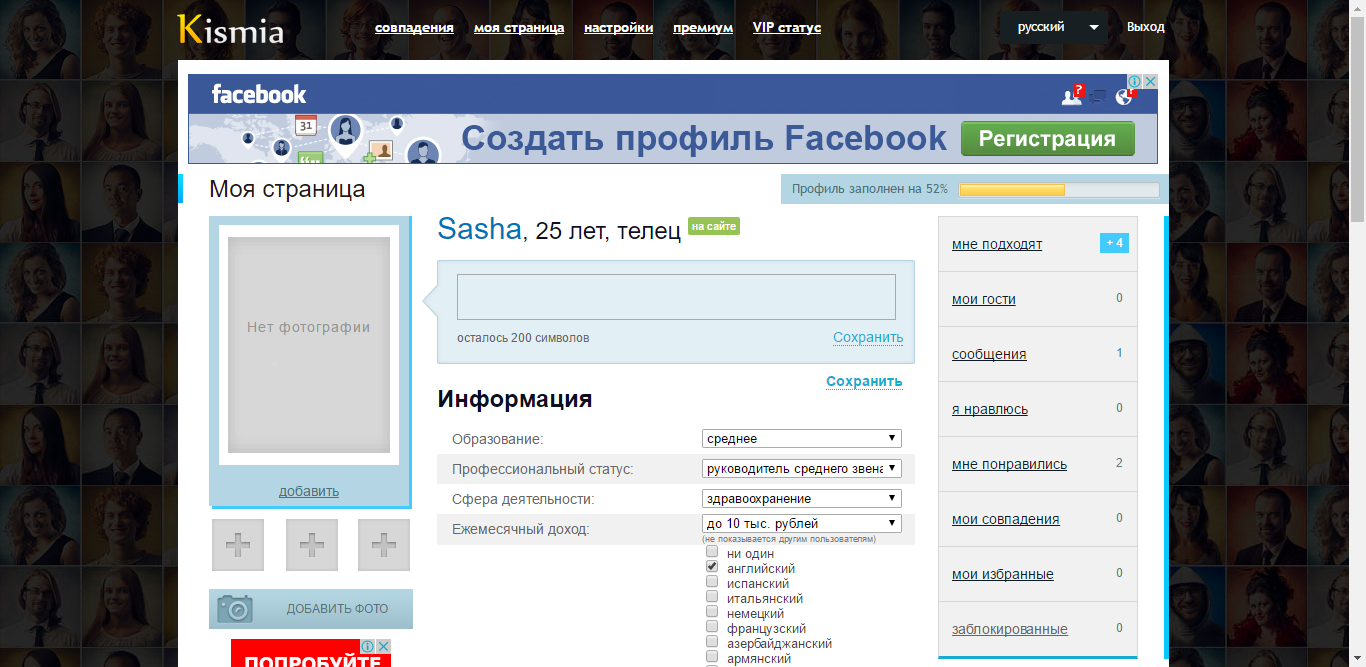 Kismia
совпадения моя страница настройки премиум VIP статус
русский Выход
facebook
31
Создать профиль Facebook Регистрация
Моя страница
Профиль заполнен на 52%
Нет фотографии
добавить
ДОБАВИТЬ ФОТО
ПОПРОБУЙТЕ
Sasha, 25 лет, телец на сайте
осталось 200 символов Сохранить
Сохранить
Информация
Образование: среднее
Профессиональный статус: руководитель среднего звена
Сфера деятельности: здравоохранение
Ежемесячный доход: до 10 тыс. рублей
(не показывается другим пользователям)
ни один
английский
испанский
итальянский
немецкий
французский
азербайджанский
армянский
мне подходят + 4
мои гости 0
сообщения 1
я нравлюсь 0
мне понравились 2
мои совпадения 0
мои избранные 0
заблокированные 0